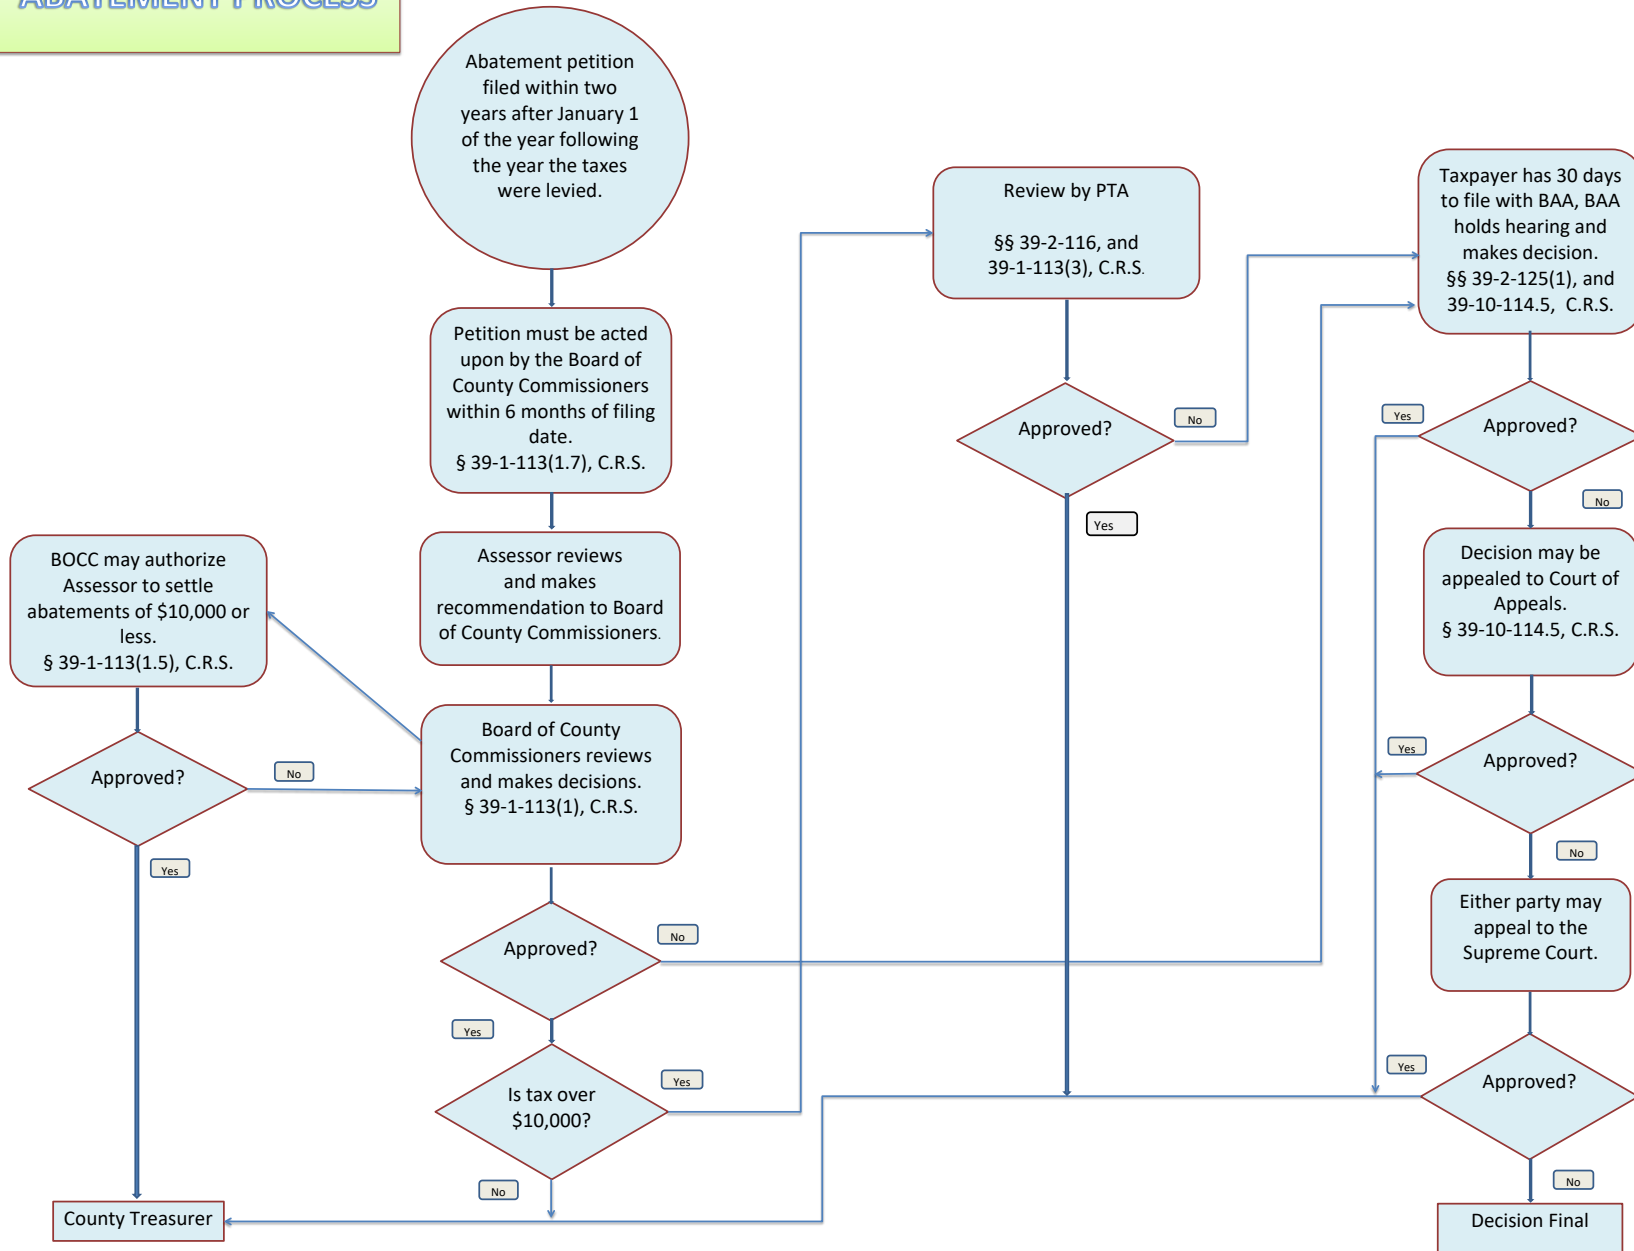 ABATEMENT PROCESS
Abatement petition
filed within two
years after January 1
of the year following
the year the taxes
were levied.
Petition must be acted
upon by the Board of
County Commissioners
within 6 months of filing
date.
§ 39-1-113(1.7), C.R.S.
Assessor reviews
and makes
recommendation to Board
of County Commissioners.
BOCC may authorize
Assessor to settle
abatements of $10,000 or
less.
§ 39-1-113(1.5), C.R.S.
Approved?
No
Yes
Board of County
Commissioners reviews
and makes decisions.
§ 39-1-113(1), C.R.S.
Approved?
No
Yes
Is tax over
$10,000?
Yes
No
County Treasurer
Review by PTA
§§ 39-2-116, and
39-1-113(3), C.R.S.
Approved?
No
Yes
Taxpayer has 30 days
to file with BAA, BAA
holds hearing and
makes decision.
§§ 39-2-125(1), and
39-10-114.5, C.R.S.
Approved?
Yes
No
Decision may be
appealed to Court of
Appeals.
§ 39-10-114.5, C.R.S.
Approved?
Yes
No
Either party may
appeal to the
Supreme Court.
Approved?
Yes
No
Decision Final